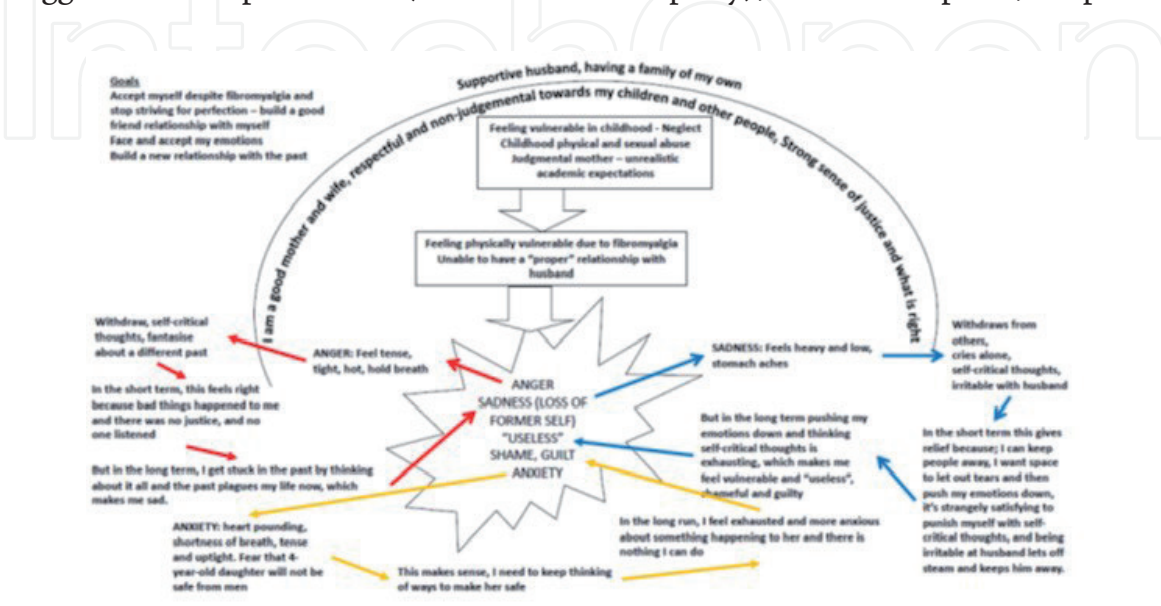 IntechOpen
Goals
Accept myself despite fibromyalgia and
stop striving for perfection – build a good
friend relationship with myself
Face and accept my emotions
Build a new relationship with the past
Supportive husband, having a family of my own
I am a good mother and wife, respectful and non-judgemental towards my children and other people, Strong sense of justice and what is right
Feeling vulnerable in childhood - Neglect
Childhood physical and sexual abuse
Judgmental mother – unrealistic
academic expectations
Feeling physically vulnerable due to fibromyalgia
Unable to have a "proper" relationship with
husband
Withdraw, self-critical
thoughts, fantasise
about a different past
ANGER: Feel tense,
tight, hot, hold breath
In the short term, this feels right
because bad things happened to me
and there was no justice, and no
one listened
But in the long term, I get stuck in the past by thinking
about it all and the past plagues my life now, which
makes me sad.
ANGER
SADNESS (LOSS OF
FORMER SELF)
"USELESS"
SHAME, GUILT
ANXIETY
SADNESS: Feels heavy and low,
stomach aches
Withdraws from
others,
cries alone,
self-critical thoughts,
irritable with husband
In the short term this gives
relief because; I can keep
people away, I want space
to let out tears and then
push my emotions down,
it's strangely satisfying to
punish myself with self-
critical thoughts, and being
irritable at husband lets off
steam and keeps him away.
But in the long term pushing my
emotions down and thinking
self-critical thoughts is
exhausting, which makes me
feel vulnerable and "useless",
shameful and guilty
ANXIETY: heart pounding,
shortness of breath, tense
and uptight. Fear that 4-
year-old daughter will not be
safe from men
This makes sense, I need to keep thinking
of ways to make her safe
In the long run, I feel exhausted and more anxious
about something happening to her and there is
nothing I can do